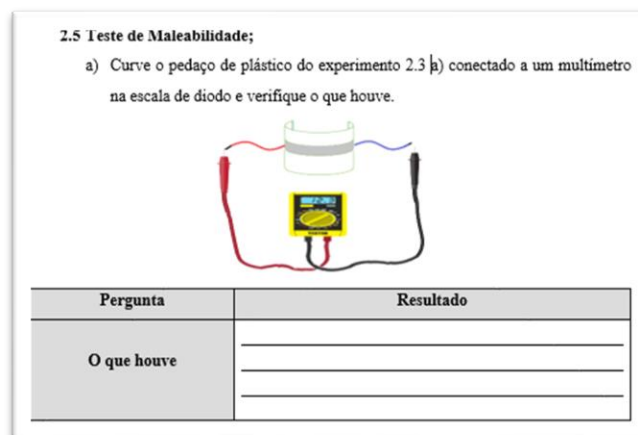 2.5 Teste de Maleabilidade;
a) Curve o pedaço de plástico do experimento 2.3 a) conectado a um multímetro
na escala de diodo e verifique o que houve.
Pergunta Resultado
O que houve